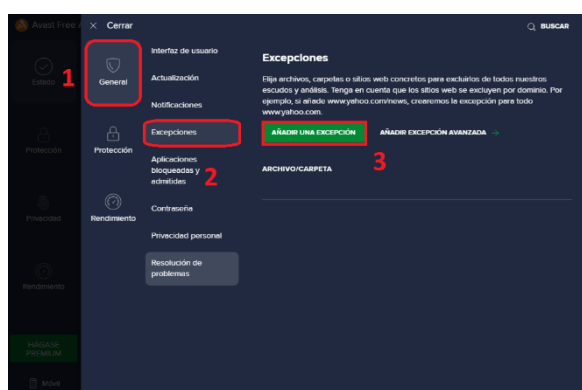 Avast Free A
Cerrar
BUSCAR
Estado
1
General
Protección
Protección
Privacidad
Rendimiento
Rendimiento
HÁGASE
PREMIUM
Móvil
Interfaz de usuario
Actualización
Notificaciones
Excepciones
Aplicaciones
bloqueadas y
admitidas
2
Contraseña
Privacidad personal
Resolución de
problemas
Excepciones
Elija archivos, carpetas o sitios web concretos para excluirlos de todos nuestros
escudos y análisis. Tenga en cuenta que los sitios web se excluyen por dominio. Por
ejemplo, si añade www.yahoo.com/news, crearemos la excepción para todo
www.yahoo.com.
AÑADIR UNA EXCEPCIÓN
AÑADIR EXCEPCIÓN AVANZADA
3
ARCHIVO/CARPETA